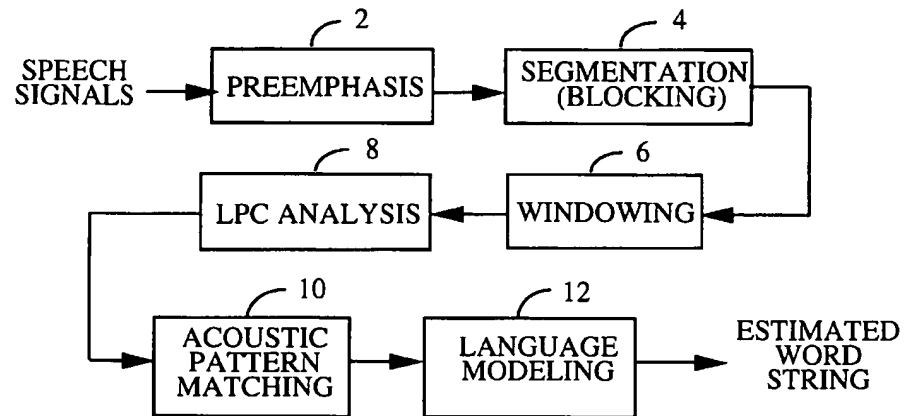 2
4
SPEECH
SIGNALS
PREEMPHASIS
SEGMENTATION
(BLOCKING)
8
6
LPC ANALYSIS
WINDOWING
10
12
ACOUSTIC
PATTERN
MATCHING
LANGUAGE
MODELING
ESTIMATED
WORD
STRING